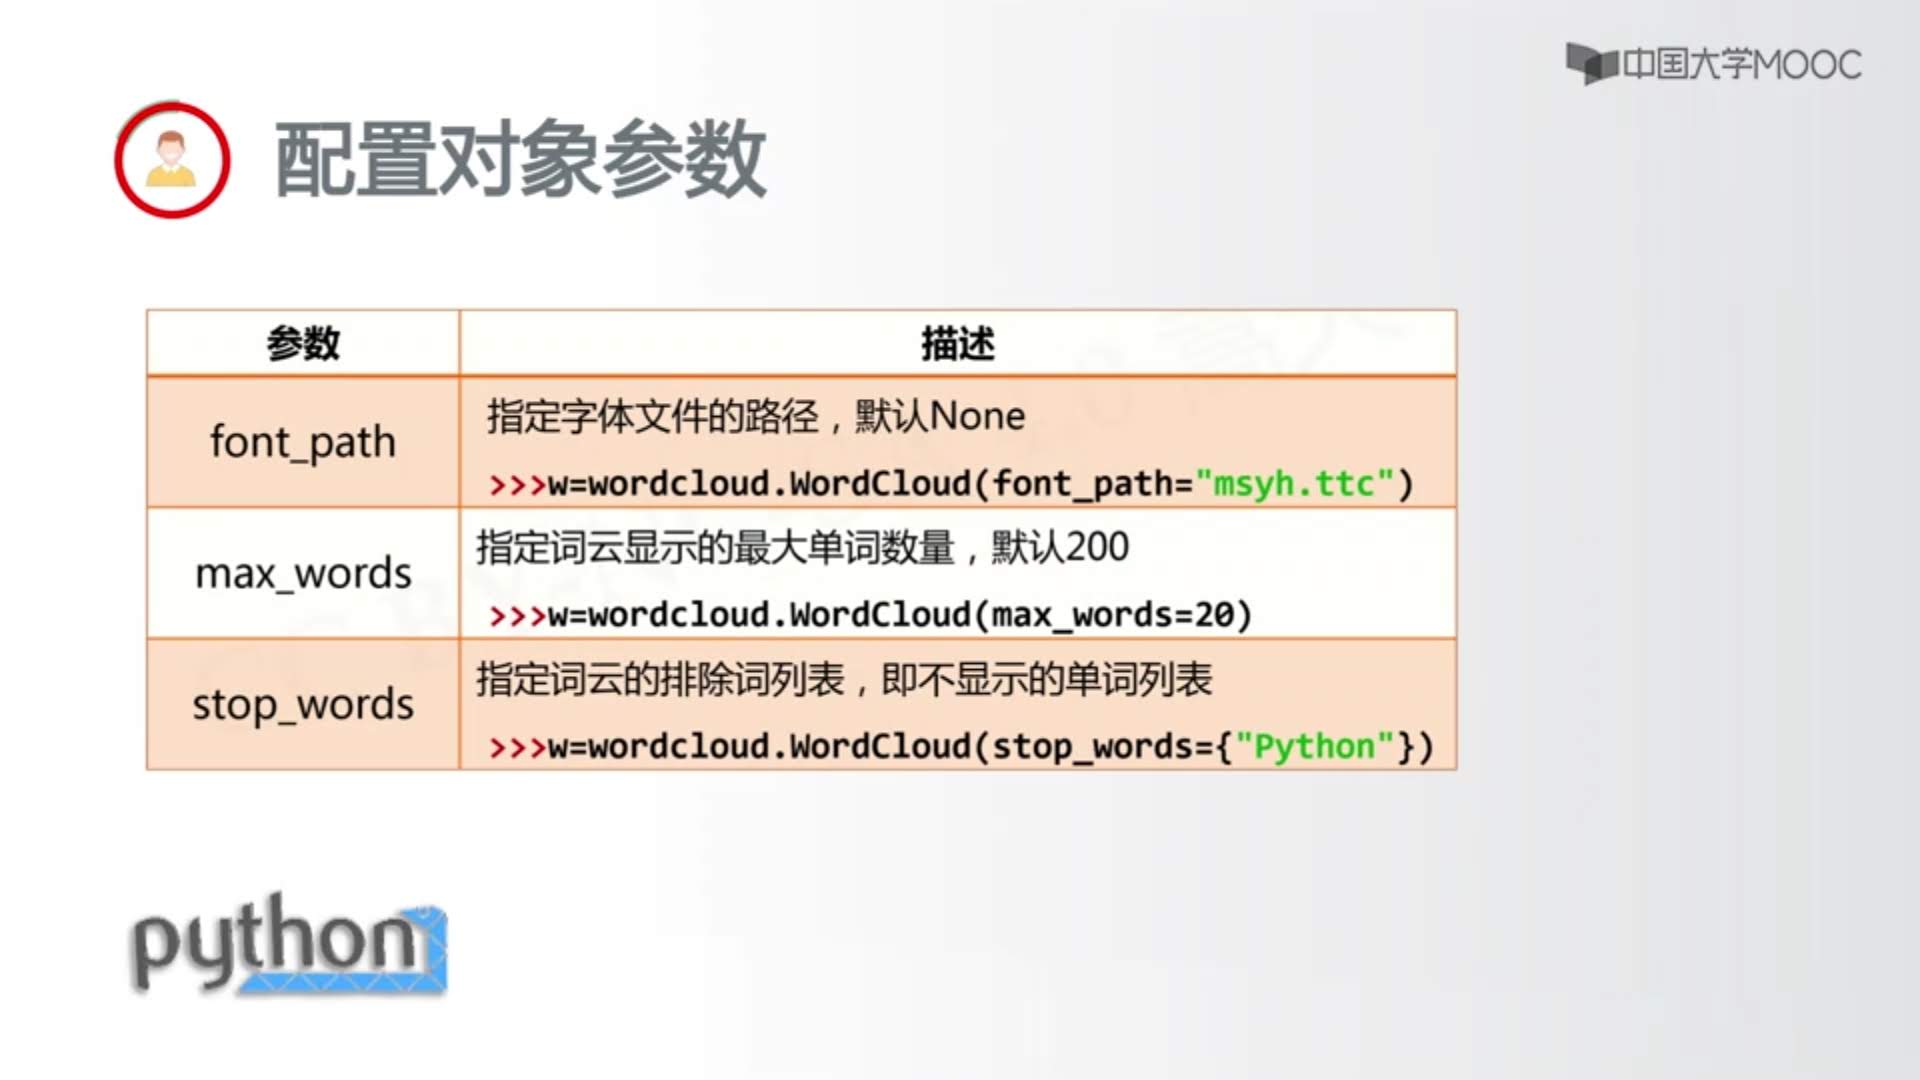 中国大学MOOC
配置对象参数
参数 描述
font_path
指定字体文件的路径，默认None
>>>w=wordcloud.WordCloud(font_path="msyh.ttc")
max_words
指定词云显示的最大单词数量，默认200
>>>w=wordcloud.WordCloud(max_words=20)
stop_words
指定词云的排除词列表，即不显示的单词列表
>>>w=wordcloud.WordCloud(stop_words={"Python"})
python